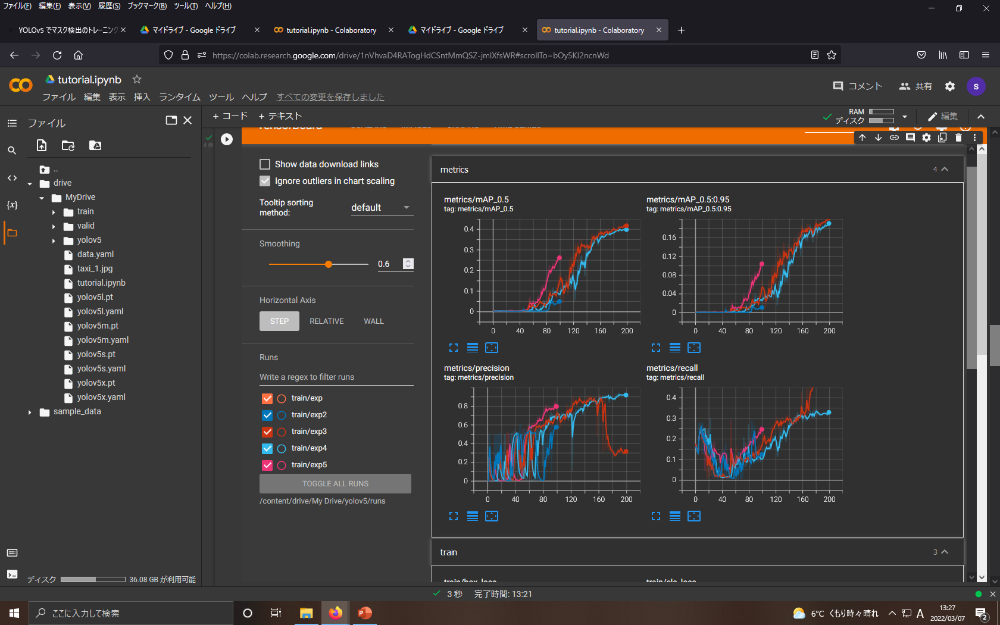 ファイル(F) 編集(E) 表示(V) 履歴(S) ブックマーク(B) ツール(T) ヘルプ(H)
YOLOv5 でマスク検出のトレーニング
マイドライブ - Google ドライブ
tutorial.ipynb - Colaboratory
マイドライブ - Google ドライブ
tutorial.ipynb - Colaboratory
https://colab.research.google.com/drive/1nVhvaD4RATogHdCSntMmQSZ-jmlXfsWR#scrollTo=bOy5KI2ncnWd
tutorial.ipynb
ファイル 編集 表示 挿入 ランタイム ツール ヘルプ すべての変更を保存しました
コメント 共有 S
ファイル
+ コード + テキスト
RAM
ディスク
編集
4 秒
..
drive
MyDrive
train
valid
yolov5
data.yaml
taxi_1.jpg
tutorial.ipynb
yolov5l.pt
yolov5l.yaml
yolov5m.pt
yolov5m.yaml
yolov5s.pt
yolov5s.yaml
yolov5x.pt
yolov5x.yaml
sample_data
ディスク 36.08 GB が利用可能
{x}
TensorBoard SCALARS IMAGES GRAPHS TIME SERIES
Show data download links
Ignore outliers in chart scaling
Tooltip sorting
method: default
Smoothing
0.6
Horizontal Axis
STEP RELATIVE WALL
Runs
Write a regex to filter runs
train/exp
train/exp2
train/exp3
train/exp4
train/exp5
TOGGLE ALL RUNS
/content/drive/My Drive/yolov5/runs
metrics 4
metrics/mAP_0.5
tag: metrics/mAP_0.5
0.4
0.3
0.2
0.1
0
0 40 80 120 160 200
metrics/mAP_0.5:0.95
tag: metrics/mAP_0.5:0.95
0.16
0.12
0.08
0.04
0
0 40 80 120 160 200
metrics/precision
tag: metrics/precision
0.8
0.6
0.4
0.2
0
0 40 80 120 160 200
metrics/recall
tag: metrics/recall
0.4
0.3
0.2
0.1
0
0 40 80 120 160 200
train 3
train/box_loss
train/cls_loss
3 秒 完了時間: 13:21
ここに入力して検索
6°C くもり時々晴れ
A
13:27
2022/03/07
2